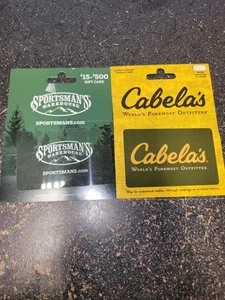 $15-$500
GIFT CARD
SPORTSMAN'S
WAREHOUSE
SPORTSMANS.com
SPORTSMAN'S
WAREHOUSE
SPORTSMANS.com
Cabela's
WORLD'S FOREMOST OUTFITTER
Cabela's
WORLD'S FOREMOST OUTFITTER